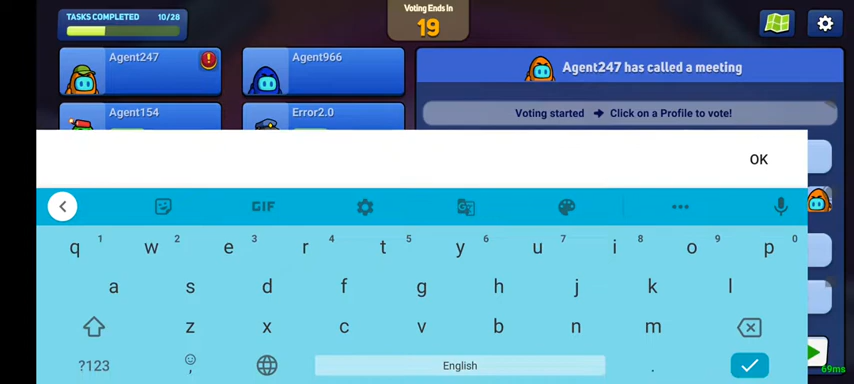 TASKS COMPLETED 10/28
Voting Ends In
19
Agent247
Agent966
Agent247 has called a meeting
Agent154
Error2.0
Voting started → Click on a Profile to vote!
OK
GIF
1 2 3 4 5 6 7 8 9 0
q w e r t y u i o p
a s d f g h j k l
z x c v b n m
?123 , English .
69ms